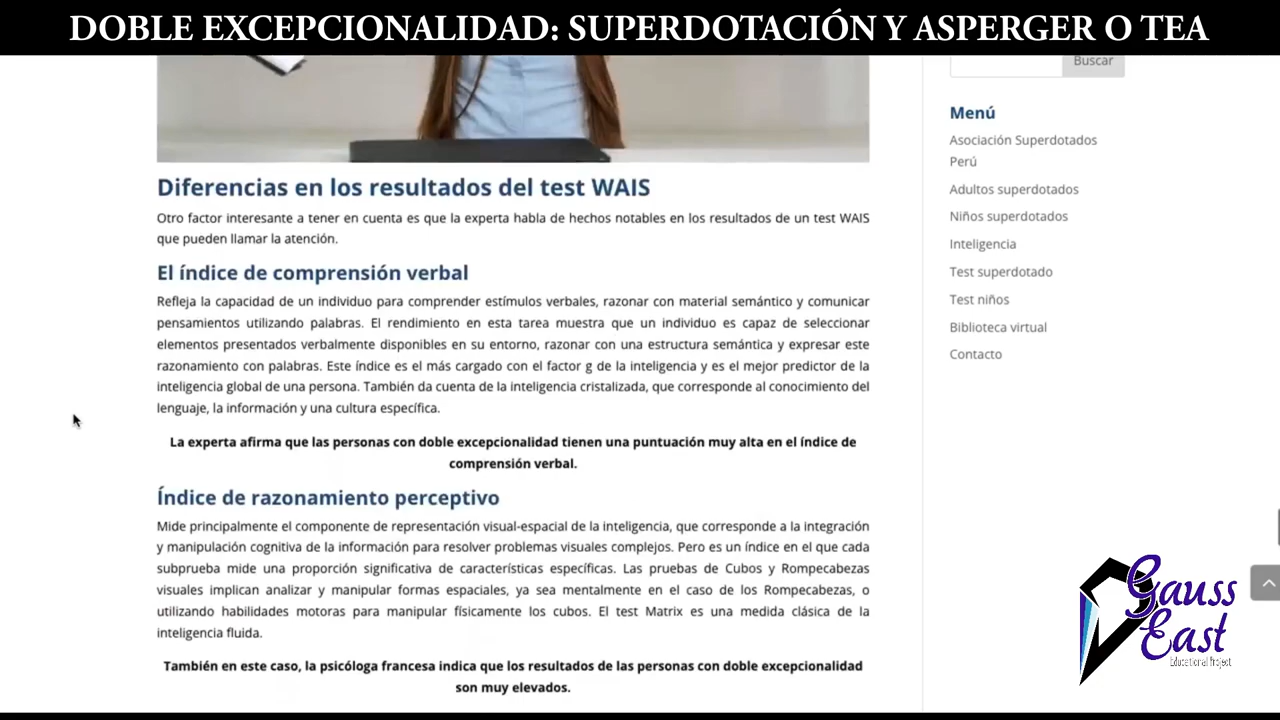 DOBLE EXCEPCIONALIDAD: SUPERDOTACIÓN Y ASPERGER O TEA
Buscar
Diferencias en los resultados del test WAIS
Otro factor interesante a tener en cuenta es que la experta habla de hechos notables en los resultados de un test WAIS
que pueden llamar la atención.
El índice de comprensión verbal
Refleja la capacidad de un individuo para comprender estímulos verbales, razonar con material semántico y comunicar
pensamientos utilizando palabras. El rendimiento en esta tarea muestra que un individuo es capaz de seleccionar
elementos presentados verbalmente disponibles en su entorno, razonar con una estructura semántica y expresar este
razonamiento con palabras. Este índice es el más cargado con el factor g de la inteligencia y es el mejor predictor de la
inteligencia global de una persona. También da cuenta de la inteligencia cristalizada, que corresponde al conocimiento del
lenguaje, la información y una cultura específica.
La experta afirma que las personas con doble excepcionalidad tienen una puntuación muy alta en el índice de
comprensión verbal.
Índice de razonamiento perceptivo
Mide principalmente el componente de representación visual-espacial de la inteligencia, que corresponde a la integración
y manipulación cognitiva de la información para resolver problemas visuales complejos. Pero es un índice en el que cada
subprueba mide una proporción significativa de características específicas. Las pruebas de Cubos y Rompecabezas
visuales implican analizar y manipular formas espaciales, ya sea mentalmente en el caso de los Rompecabezas, o
utilizando habilidades motoras para manipular físicamente los cubos. El test Matrix es una medida clásica de la
inteligencia fluida.
También en este caso, la psicóloga francesa indica que los resultados de las personas con doble excepcionalidad
son muy elevados.
Menú
Asociación Superdotados
Perú
Adultos superdotados
Niños superdotados
Inteligencia
Test superdotado
Test niños
Biblioteca virtual
Contacto
Gauss
East
Educational Project